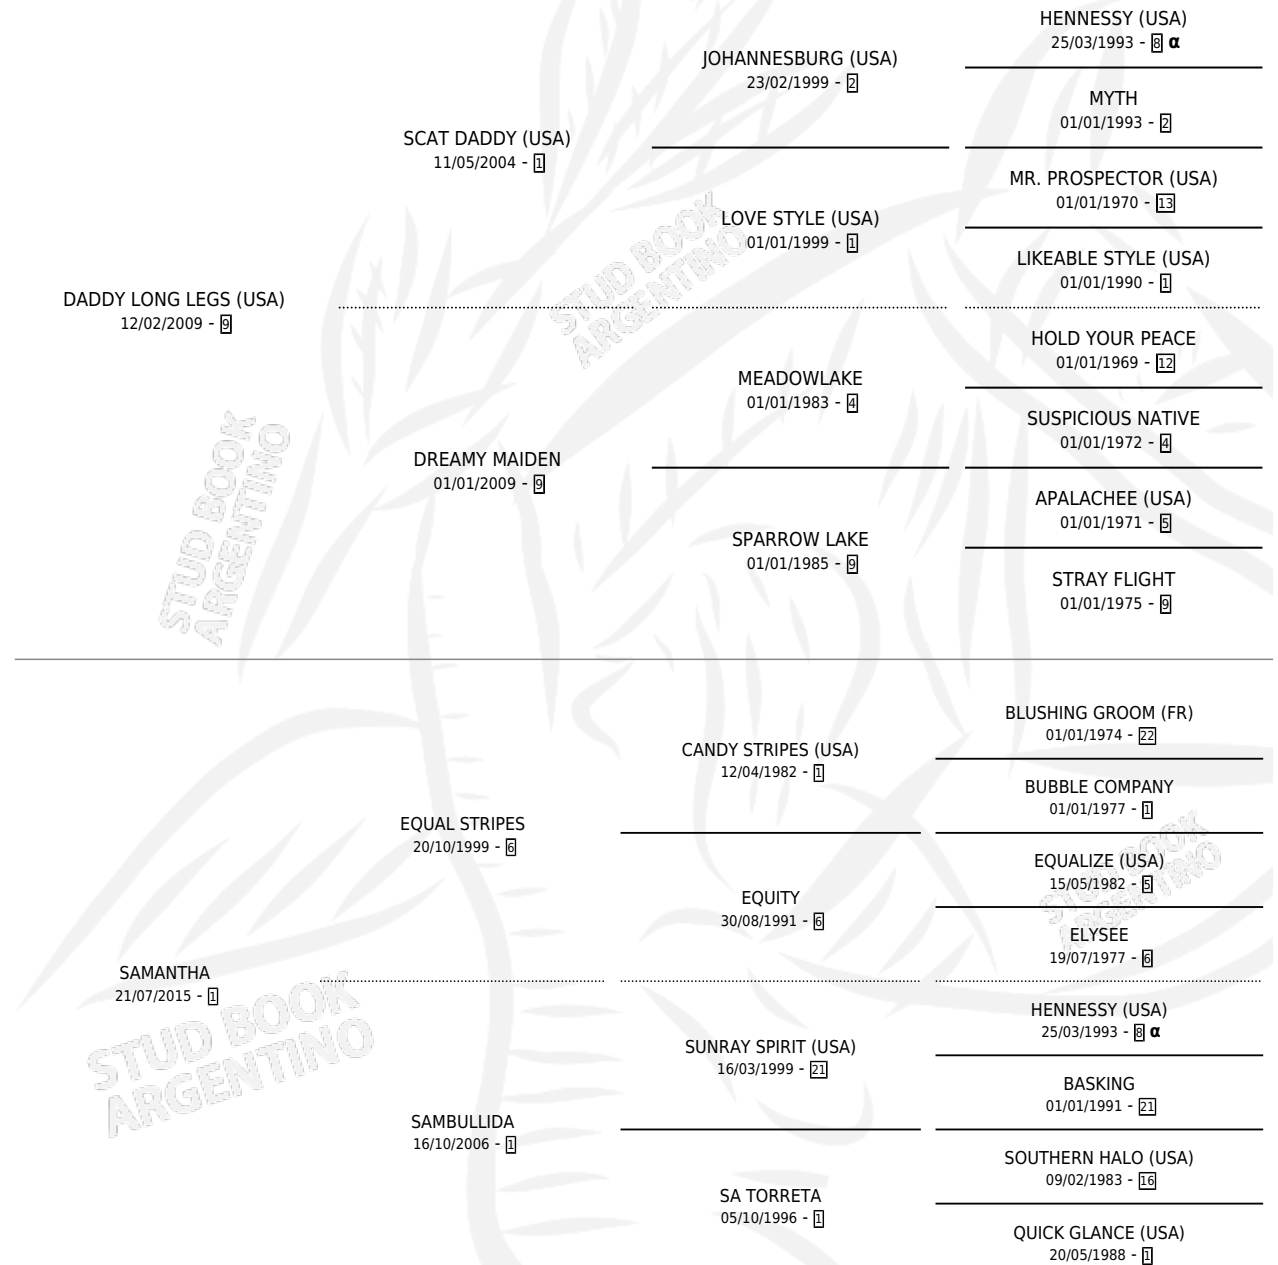 HENNESSY (USA)
25/03/1993 - 8 α
JOHANNESBURG (USA)
23/02/1999 - 2
MYTH
01/01/1993 - 2
SCAT DADDY (USA)
11/05/2004 - 1
MR. PROSPECTOR (USA)
01/01/1970 - 13
LOVE STYLE (USA)
01/01/1999 - 1
LIKEABLE STYLE (USA)
01/01/1990 - 1
DADDY LONG LEGS (USA)
12/02/2009 - 9
STUD BOOK
ARGENTINO
HOLD YOUR PEACE
01/01/1969 - 12
MEADOWLAKE
01/01/1983 - 4
SUSPICIOUS NATIVE
01/01/1972 - 4
DREAMY MAIDEN
01/01/2009 - 9
APALACHEE (USA)
01/01/1971 - 5
SPARROW LAKE
01/01/1985 - 9
STRAY FLIGHT
01/01/1975 - 9
STUD BOOK
ARGENTINO
BLUSHING GROOM (FR)
01/01/1974 - 22
CANDY STRIPES (USA)
12/04/1982 - 1
BUBBLE COMPANY
01/01/1977 - 1
EQUAL STRIPES
20/10/1999 - 6
EQUALIZE (USA)
15/05/1982 - 5
EQUITY
30/08/1991 - 6
ELYSEE
19/07/1977 - 6
STUD BOOK
ARGENTINO
SAMANTHA
21/07/2015 - 1
HENNESSY (USA)
25/03/1993 - 8 α
SUNRAY SPIRIT (USA)
16/03/1999 - 21
BASKING
01/01/1991 - 21
SAMBULLIDA
16/10/2006 - 1
SOUTHERN HALO (USA)
09/02/1983 - 16
SA TORRETA
05/10/1996 - 1
QUICK GLANCE (USA)
20/05/1988 - 1
STUD BOOK
ARGENTINO